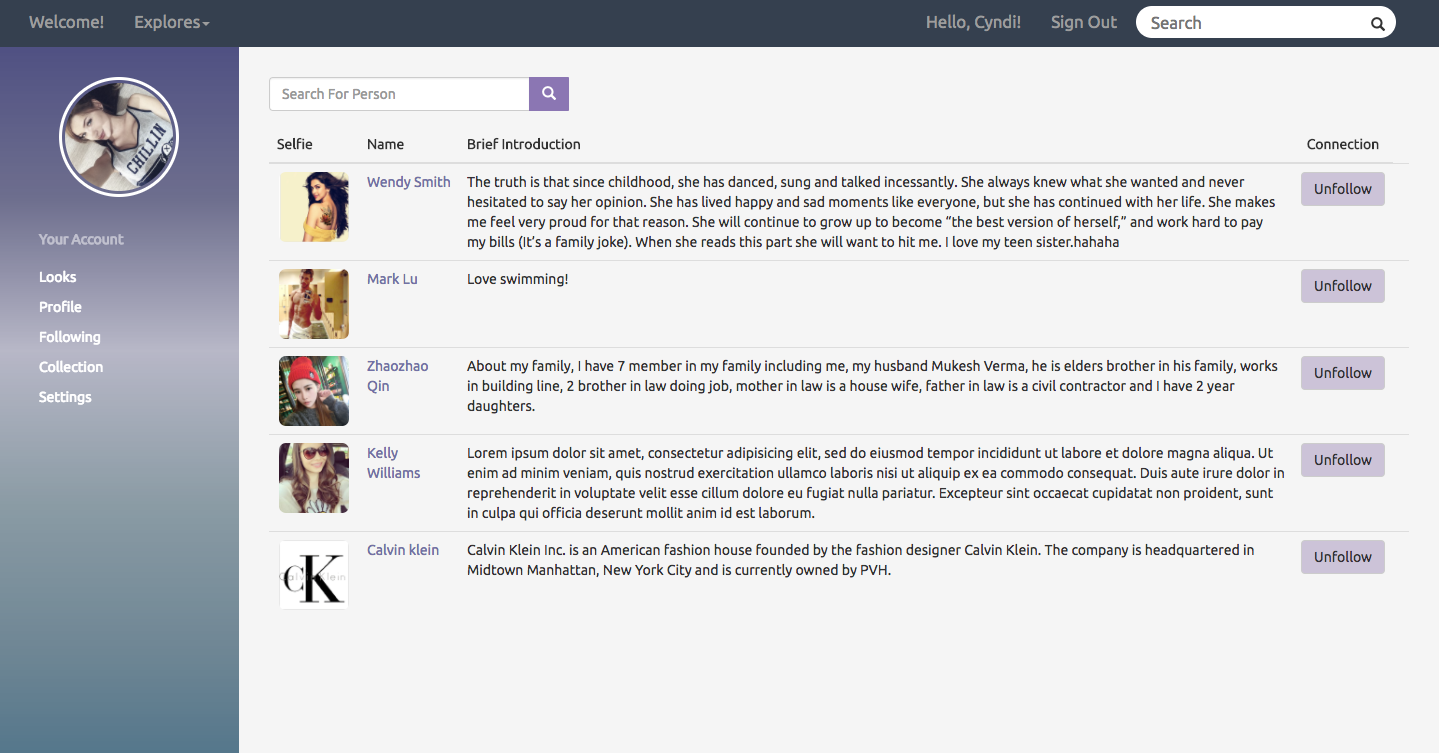 Welcome! Explores Hello, Cyndi! Sign Out Search
CHILLIN
Your Account
Looks
Profile
Following
Collection
Settings
Search For Person
Selfie Name Brief Introduction Connection
Wendy Smith The truth is that since childhood, she has danced, sung and talked incessantly. She always knew what she wanted and never Unfollow
hesitated to say her opinion. She has lived happy and sad moments like everyone, but she has continued with her life. She makes
me feel very proud for that reason. She will continue to grow up to become “the best version of herself,” and work hard to pay
my bills (It’s a family joke). When she reads this part she will want to hit me. I love my teen sister.hahaha
Mark Lu Love swimming! Unfollow
Zhaozhao About my family, I have 7 member in my family including me, my husband Mukesh Verma, he is elders brother in his family, works Unfollow
Qin in building line, 2 brother in law doing job, mother in law is a house wife, father in law is a civil contractor and I have 2 year
daughters.
Kelly Lorem ipsum dolor sit amet, consectetur adipisicing elit, sed do eiusmod tempor incididunt ut labore et dolore magna aliqua. Ut Unfollow
Williams enim ad minim veniam, quis nostrud exercitation ullamco laboris nisi ut aliquip ex ea commodo consequat. Duis aute irure dolor in
reprehenderit in voluptate velit esse cillum dolore eu fugiat nulla pariatur. Excepteur sint occaecat cupidatat non proident, sunt
in culpa qui officia deserunt mollit anim id est laborum.
Calvin klein Calvin Klein Inc. is an American fashion house founded by the fashion designer Calvin Klein. The company is headquartered in Unfollow
Midtown Manhattan, New York City and is currently owned by PVH.
cK
Calvin Klein